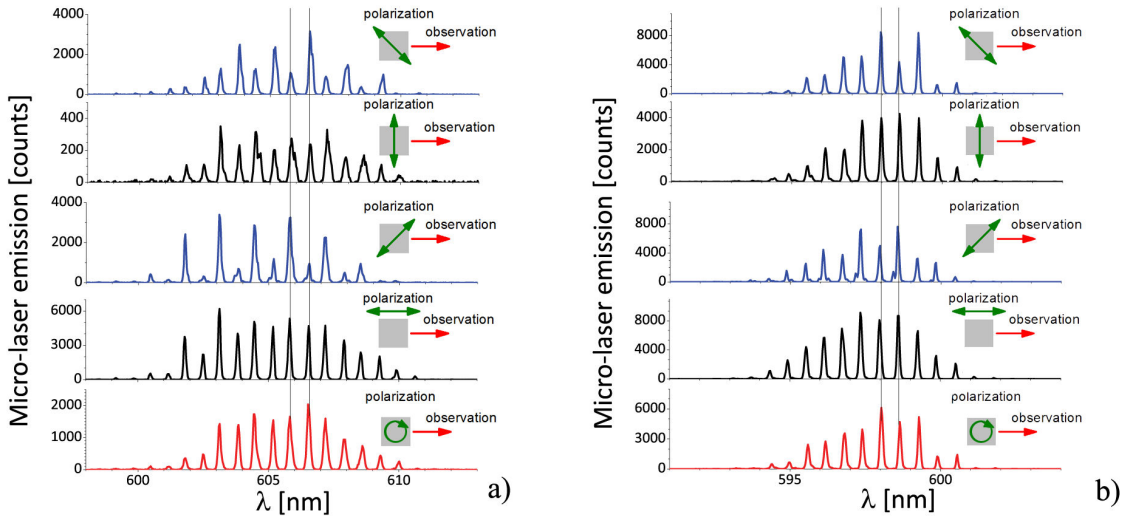 Micro-laser emission [counts]
4000
2000
0
polarization
observation
400
200
0
polarization
observation
4000
2000
0
polarization
observation
6000
3000
0
polarization
observation
2000
1000
0
polarization
observation
600
605
610
λ [nm]
a)
Micro-laser emission [counts]
8000
4000
0
polarization
observation
4000
2000
0
polarization
observation
8000
4000
0
polarization
observation
8000
4000
0
polarization
observation
6000
3000
0
polarization
observation
595
600
λ [nm]
b)